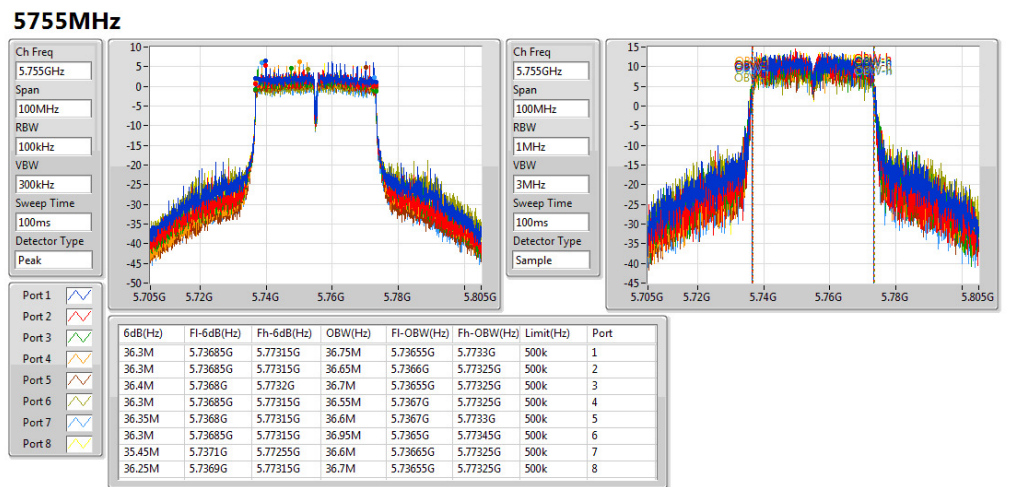 5755MHz
Ch Freq
5.755GHz
Span
100MHz
RBW
100kHz
VBW
300kHz
Sweep Time
100ms
Detector Type
Peak
10
5
0
-5
-10
-15
-20
-25
-30
-35
-40
-45
-50
5.705G 5.72G 5.74G 5.76G 5.78G 5.805G
Ch Freq
5.755GHz
Span
100MHz
RBW
1MHz
VBW
3MHz
Sweep Time
100ms
Detector Type
Sample
15
10
5
0
-5
-10
-15
-20
-25
-30
-35
-40
-45
5.705G 5.72G 5.74G 5.76G 5.78G 5.805G
Port 1
Port 2
Port 3
Port 4
Port 5
Port 6
Port 7
Port 8
6dB(Hz) Fl-6dB(Hz) Fh-6dB(Hz) OBW(Hz) Fl-OBW(Hz) Fh-OBW(Hz) Limit(Hz) Port
36.3M 5.73685G 5.77315G 36.75M 5.73655G 5.7733G 500k 1
36.3M 5.73685G 5.77315G 36.65M 5.7366G 5.77325G 500k 2
36.4M 5.7368G 5.7732G 36.7M 5.73655G 5.77325G 500k 3
36.3M 5.73685G 5.77315G 36.55M 5.7367G 5.77325G 500k 4
36.35M 5.7368G 5.77315G 36.6M 5.7367G 5.7733G 500k 5
36.3M 5.73685G 5.77315G 36.95M 5.7365G 5.77345G 500k 6
35.45M 5.7371G 5.77255G 36.6M 5.73665G 5.77325G 500k 7
36.25M 5.7369G 5.77315G 36.7M 5.73655G 5.77325G 500k 8